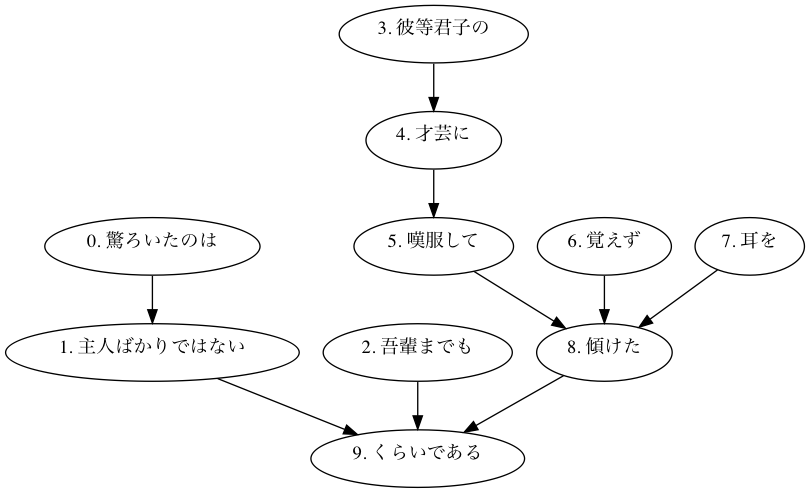 3. 彼等君子の
4. 才芸に
0. 驚ろいたのは
5. 嘆服して
6. 覚えず
7. 耳を
1. 主人ばかりではない
2. 吾輩までも
8. 傾けた
9. くらいである